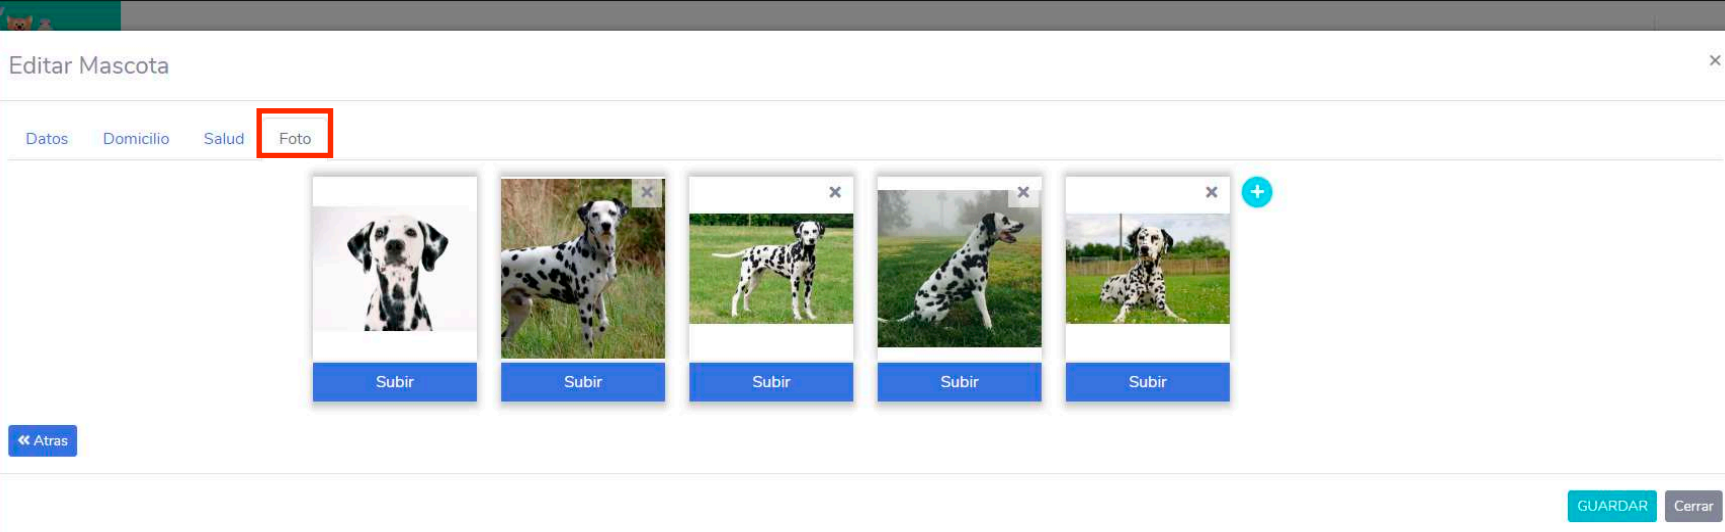 Editar Mascota
×
Datos Domicilio Salud Foto
Subir Subir Subir Subir Subir
« Atras
GUARDAR Cerrar